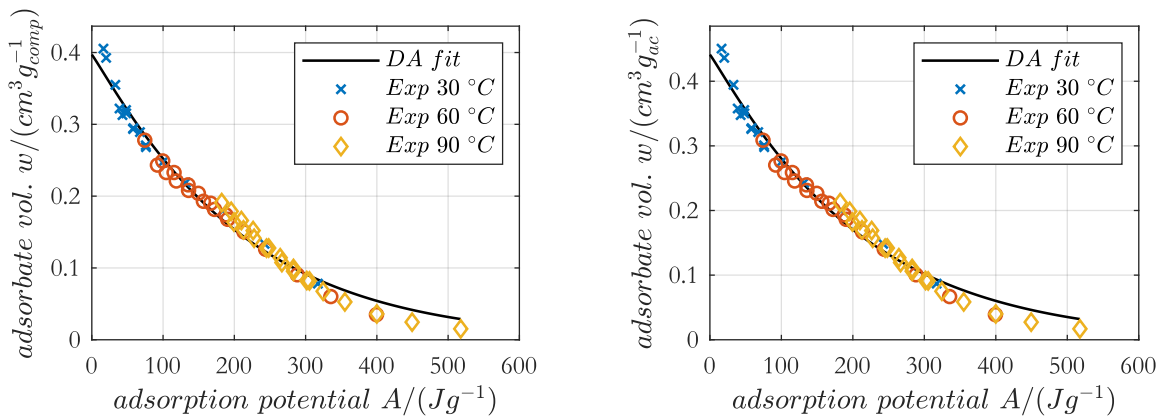 adsorbate vol. w/(cm³g⁻¹comp)
0.4
0.3
0.2
0.1
0
DA fit
Exp 30 °C
Exp 60 °C
Exp 90 °C
0 100 200 300 400 500 600
adsorption potential A/(Jg⁻¹)
adsorbate vol. w/(cm³g⁻¹ac)
0.4
0.3
0.2
0.1
0
DA fit
Exp 30 °C
Exp 60 °C
Exp 90 °C
0 100 200 300 400 500 600
adsorption potential A/(Jg⁻¹)